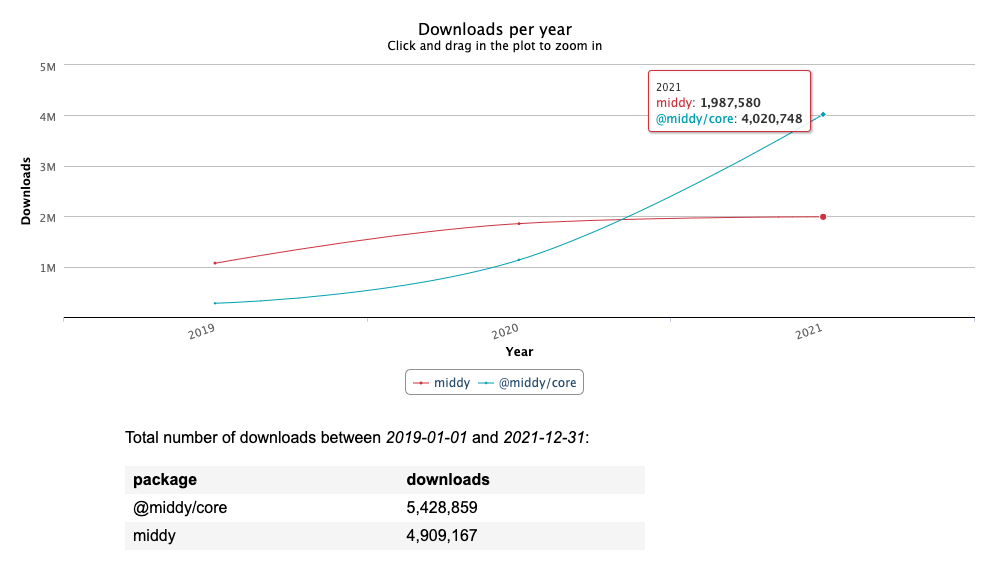 Downloads per year
Click and drag in the plot to zoom in
5M
4M
3M
2M
1M
Downloads
2021
middy: 1,987,580
@middy/core: 4,020,748
2019
2020
2021
Year
middy @middy/core
Total number of downloads between 2019-01-01 and 2021-12-31:
package downloads
@middy/core 5,428,859
middy 4,909,167